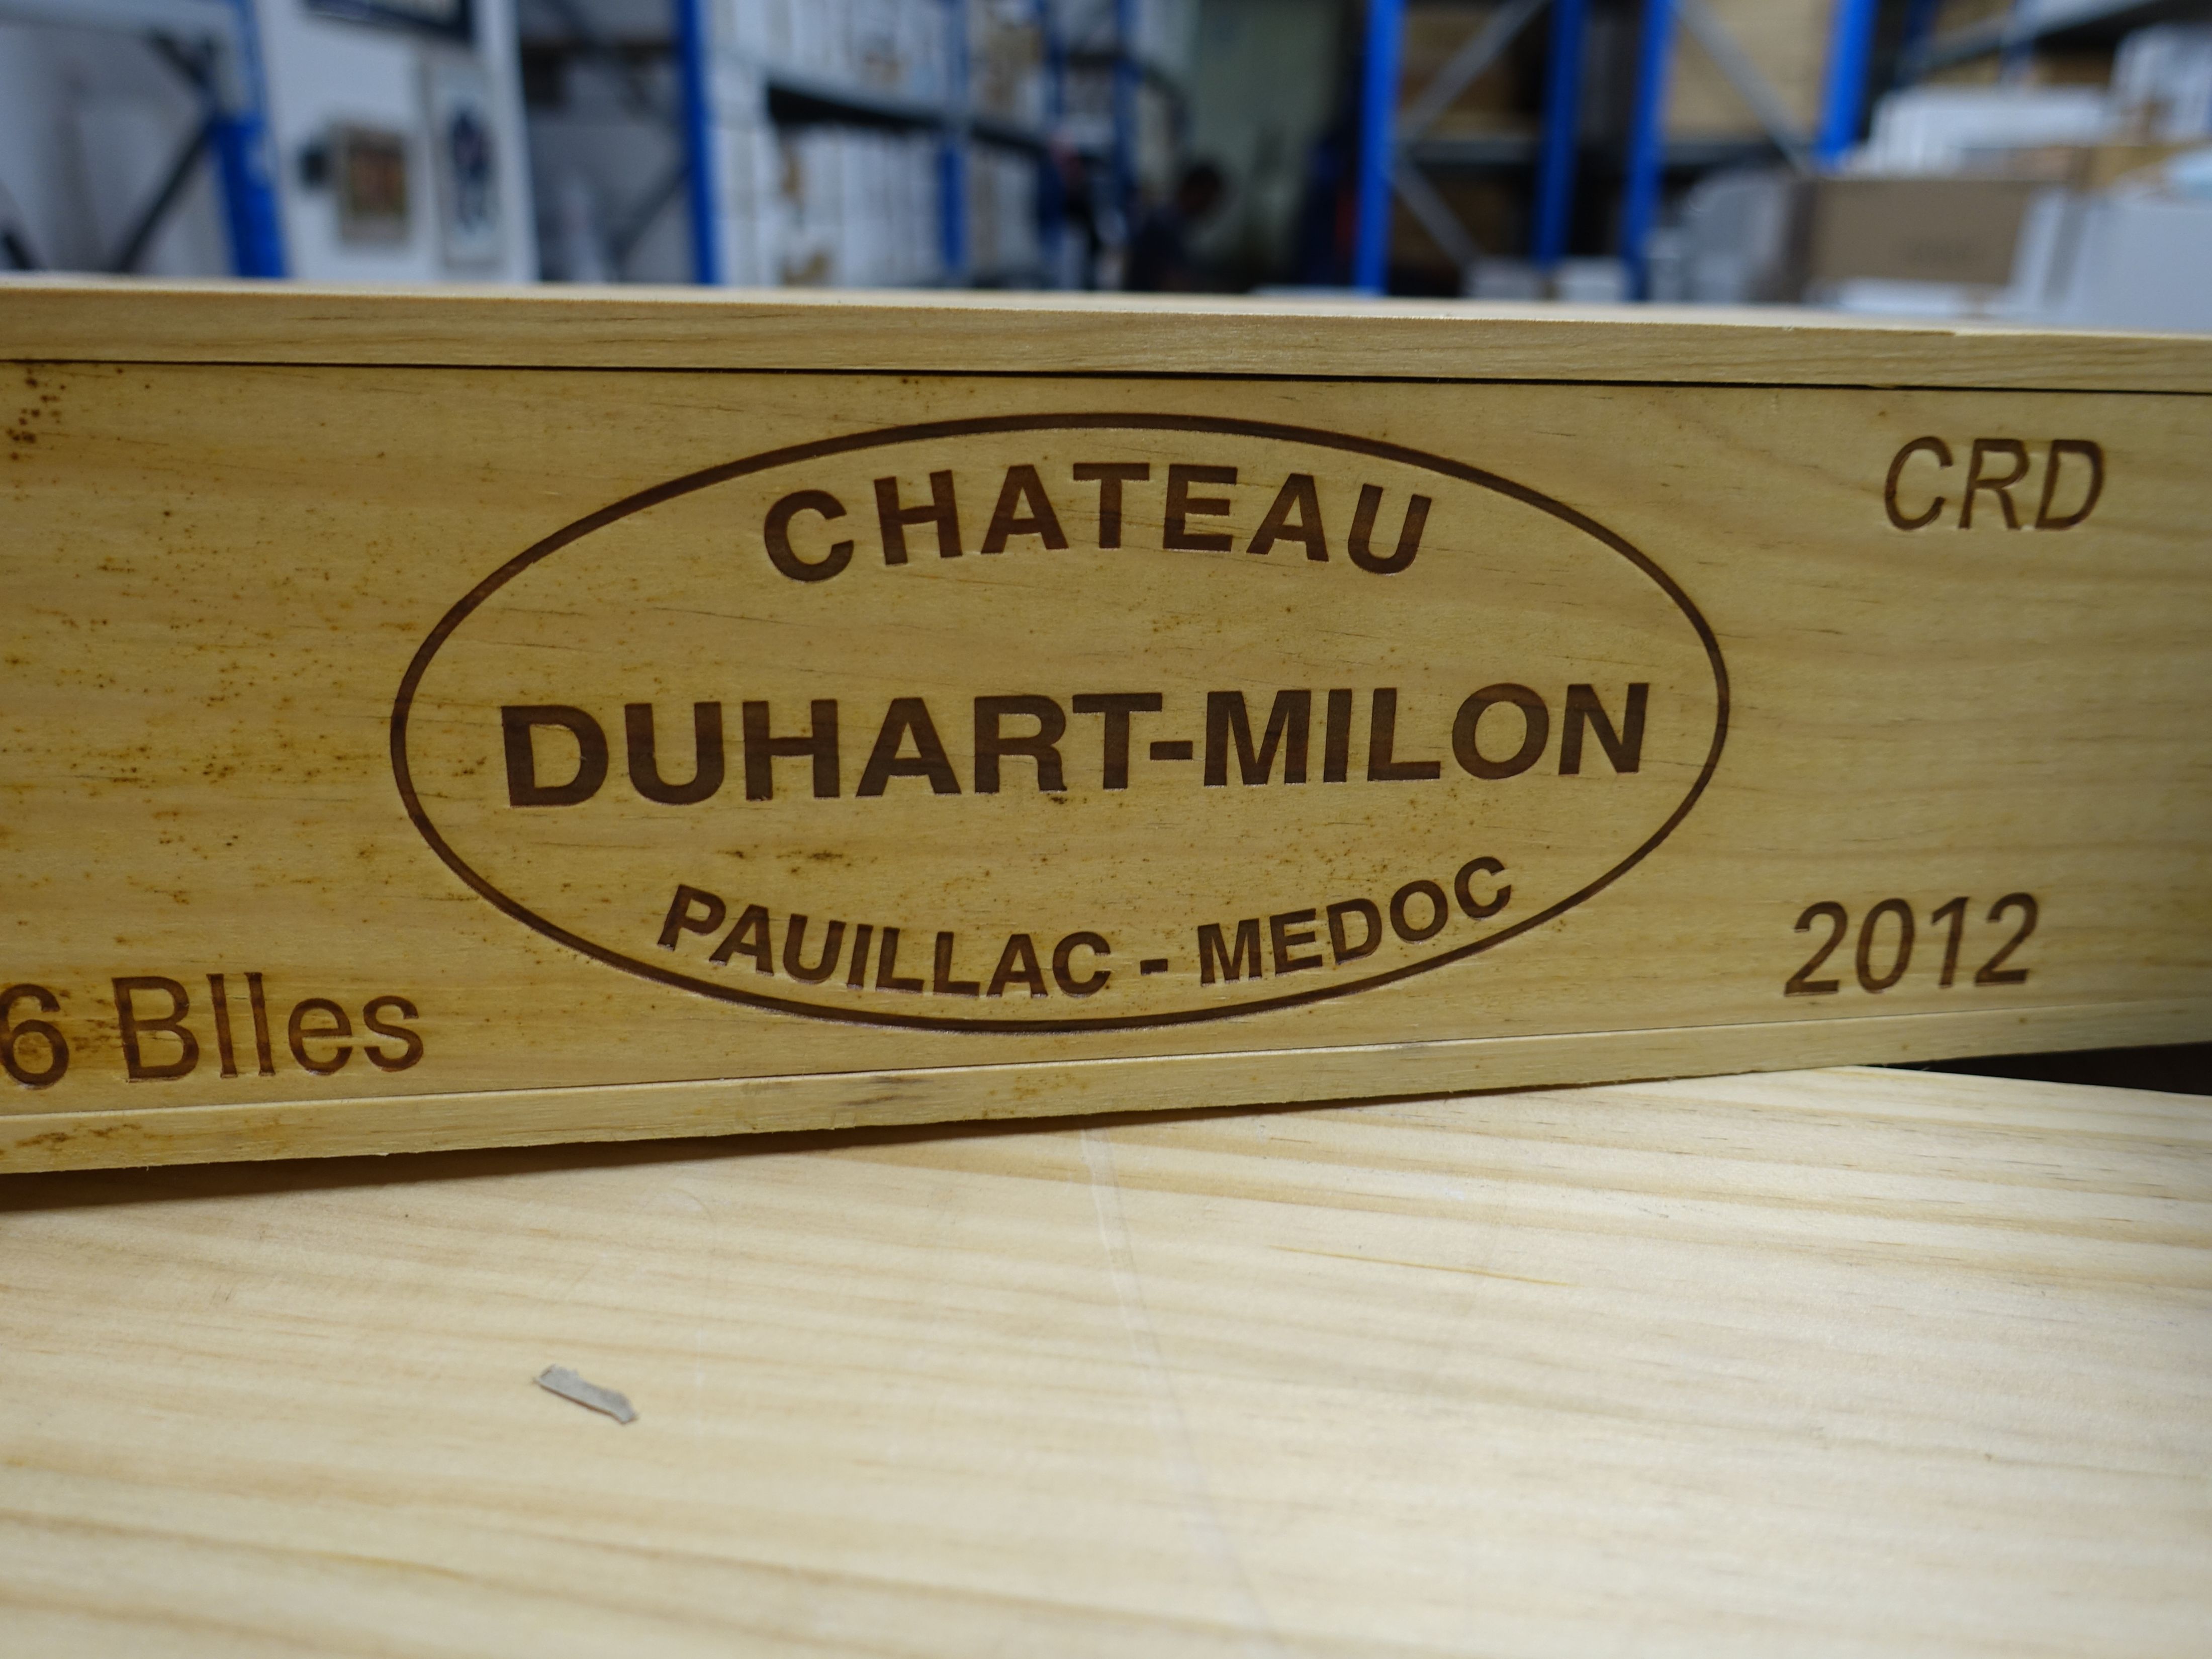 CHATEAU
DUHART-MILON
PAUILLAC - MEDOC
CRD
2012
6 Blles